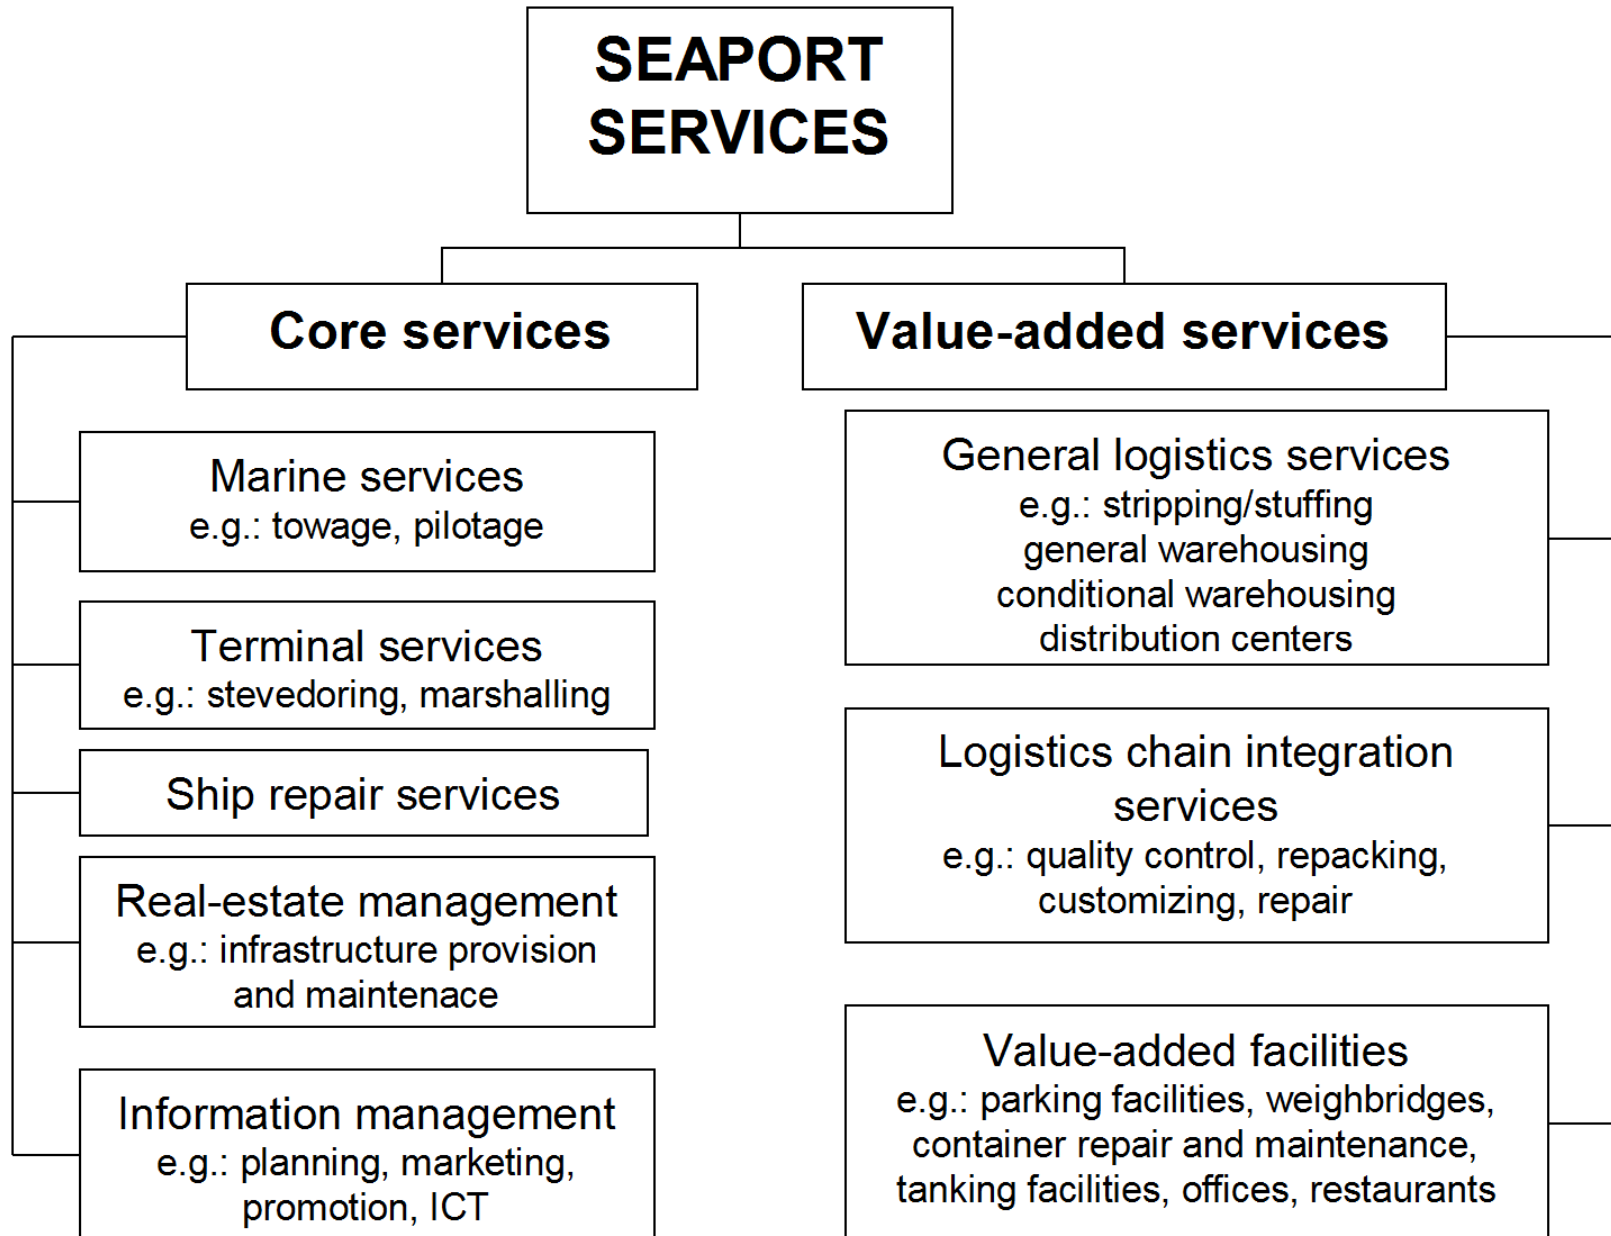 SEAPORT
SERVICES
Core services
Marine services
e.g.: towage, pilotage
Terminal services
e.g.: stevedoring, marshalling
Ship repair services
Real-estate management
e.g.: infrastructure provision
and maintenace
Information management
e.g.: planning, marketing,
promotion, ICT
Value-added services
General logistics services
e.g.: stripping/stuffing
general warehousing
conditional warehousing
distribution centers
Logistics chain integration
services
e.g.: quality control, repacking,
customizing, repair
Value-added facilities
e.g.: parking facilities, weighbridges,
container repair and maintenance,
tanking facilities, offices, restaurants